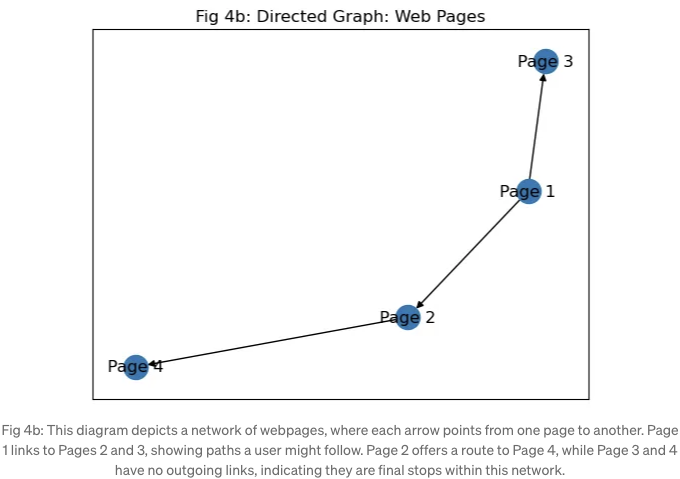 Fig 4b: Directed Graph: Web Pages
Page 3
Page 1
Page 2
Page 4
Fig 4b: This diagram depicts a network of webpages, where each arrow points from one page to another. Page
1 links to Pages 2 and 3, showing paths a user might follow. Page 2 offers a route to Page 4, while Page 3 and 4
have no outgoing links, indicating they are final stops within this network.